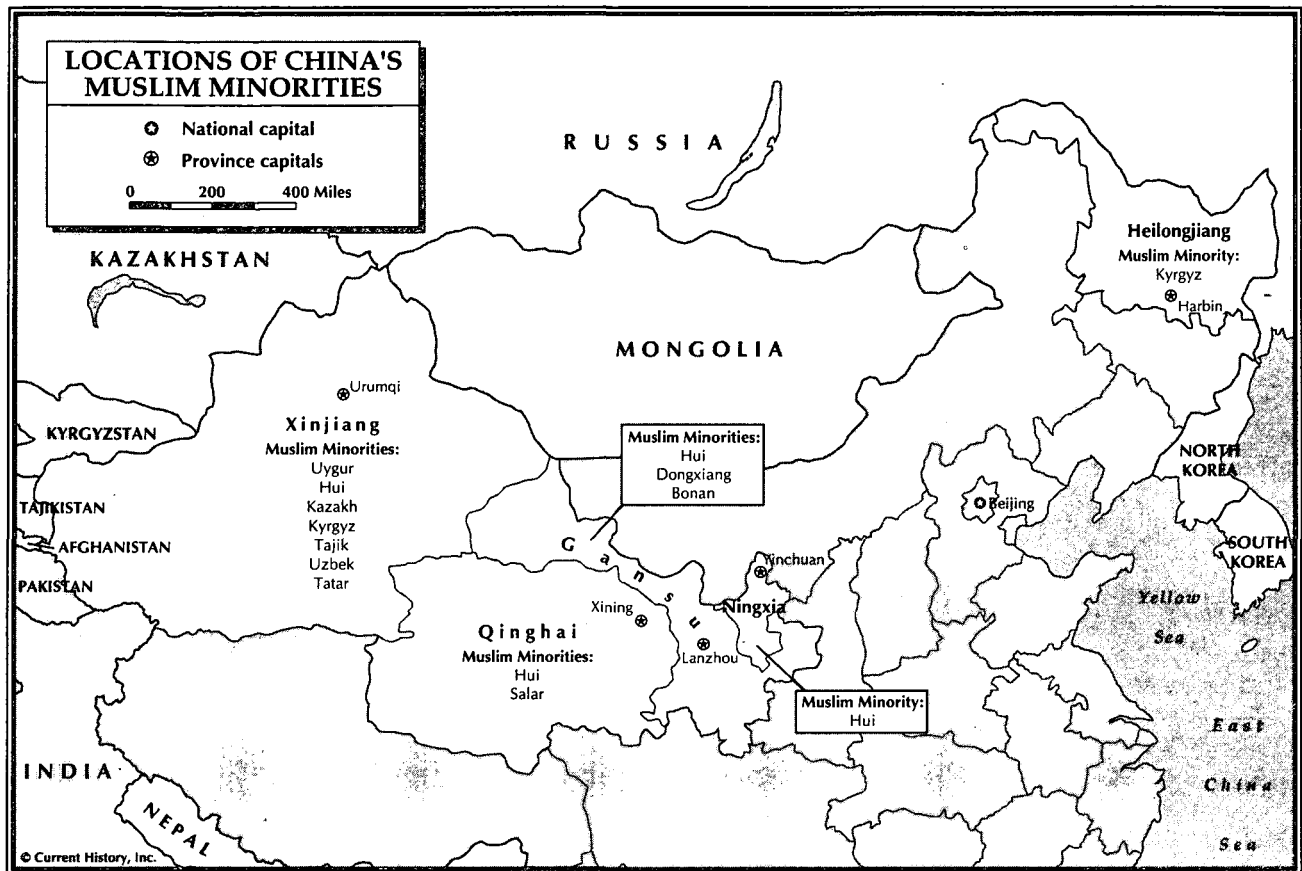 LOCATIONS OF CHINA'S
MUSLIM MINORITIES
National capital
Province capitals
0 200 400 Miles
RUSSIA
KAZAKHSTAN
MONGOLIA
Heilongjiang
Muslim Minority:
Kyrgyz
Harbin
Urumqi
Xinjiang
Muslim Minorities:
Uygur
Hui
Kazakh
Kyrgyz
Tajik
Uzbek
Tatar
KYRGYZSTAN
TAJIKISTAN
AFGHANISTAN
PAKISTAN
Muslim Minorities:
Hui
Dongxiang
Bonan
Gansu
Beijing
NORTH
KOREA
SOUTH
KOREA
Yinchuan
Ningxia
Xining
Lanzhou
Qinghai
Muslim Minorities:
Hui
Salar
Muslim Minority:
Hui
Yellow
Sea
East
China
Sea
INDIA
NEPAL
© Current History, Inc.